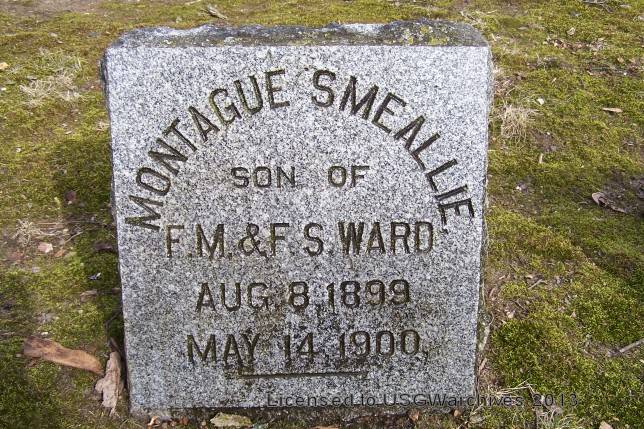 MONTAGUE SMEALLIE.
SON OF
F.M.& F.S. WARD
AUG. 8, 1899
MAY 14, 1900.
Licensed to USGWarchives 2013